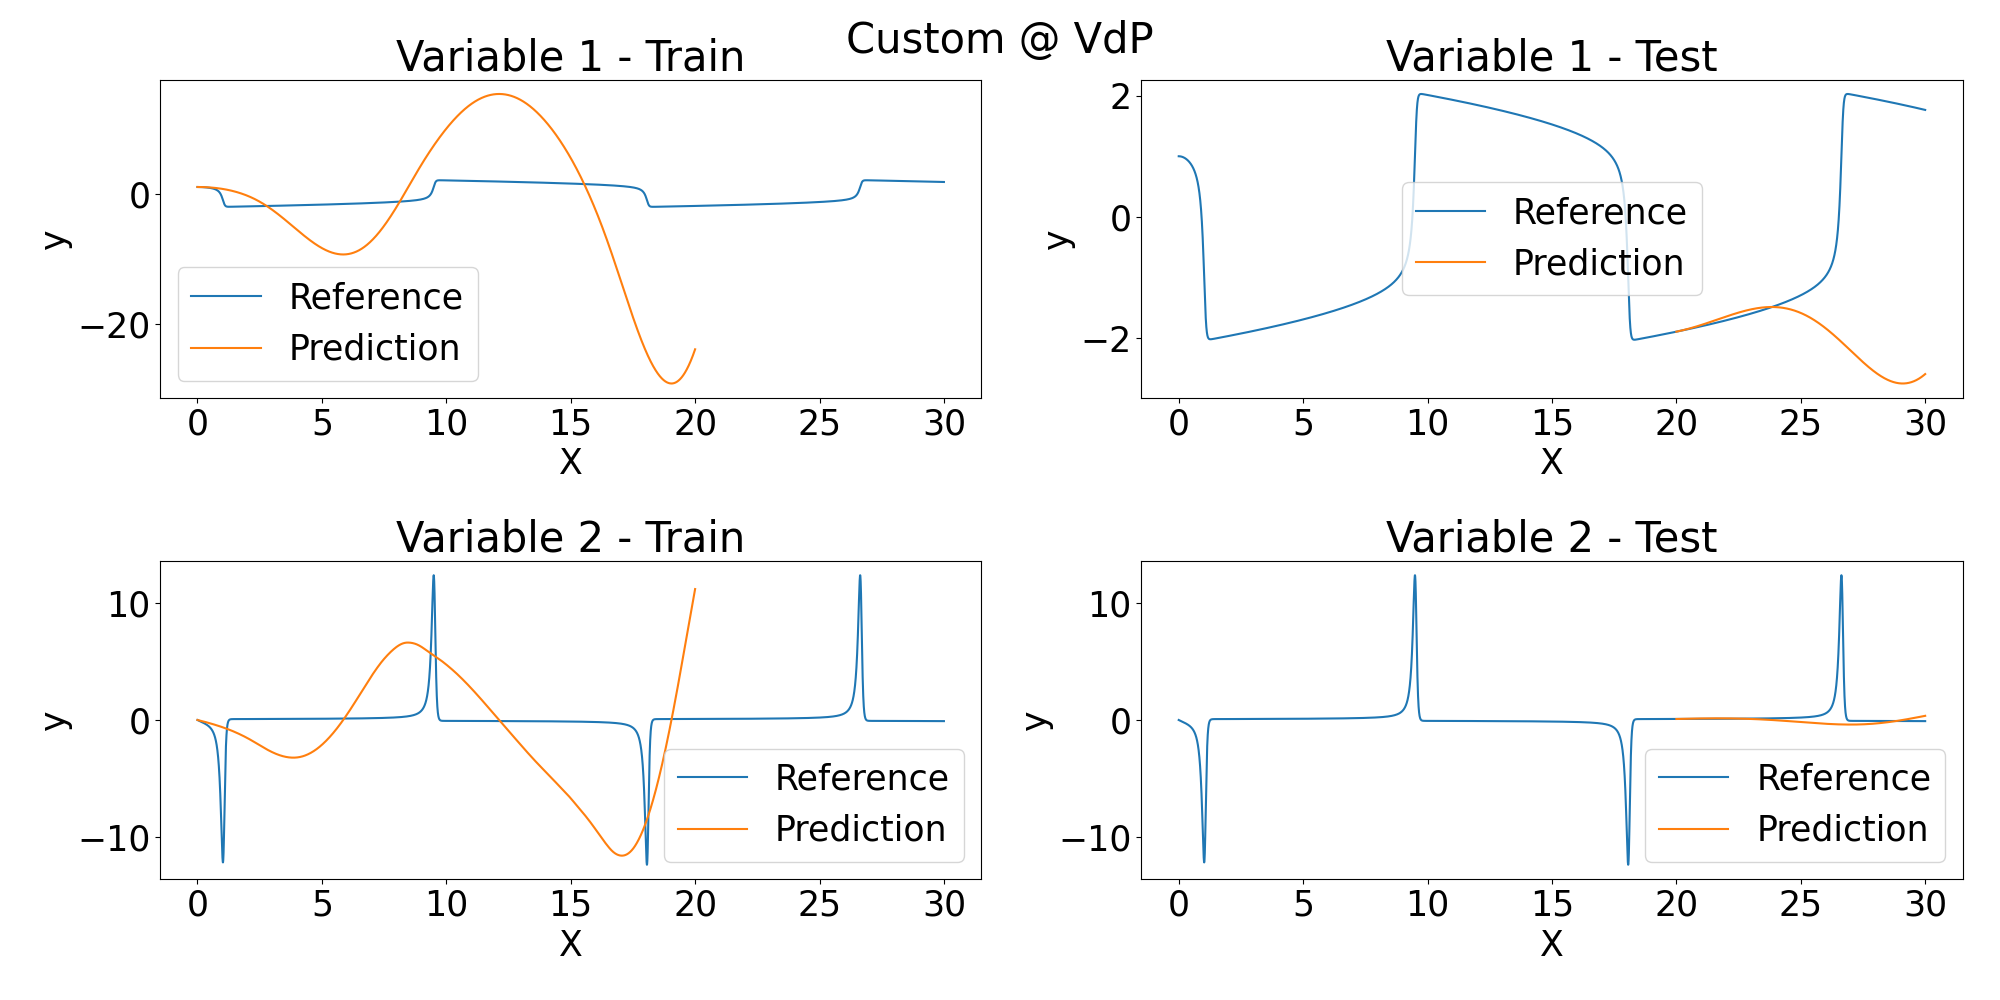 Custom @ VdP
Variable 1 - Train
0
−20
y
Reference
Prediction
0 5 10 15 20 25 30
X
Variable 1 - Test
2
0
−2
y
Reference
Prediction
0 5 10 15 20 25 30
X
Variable 2 - Train
10
0
−10
y
Reference
Prediction
0 5 10 15 20 25 30
X
Variable 2 - Test
10
0
−10
y
Reference
Prediction
0 5 10 15 20 25 30
X